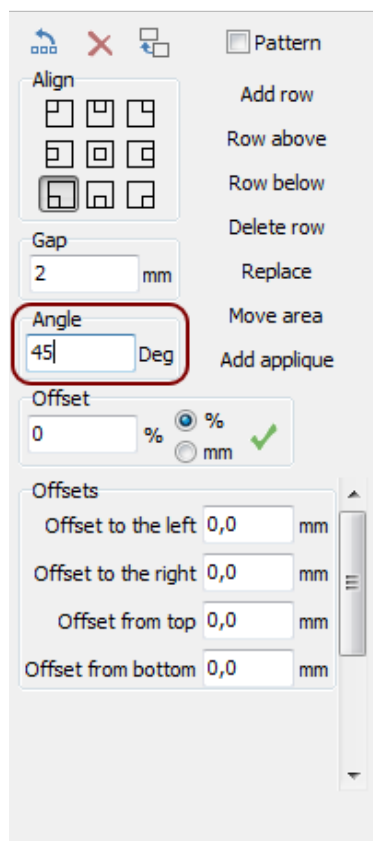 Pattern
Align
Add row
Row above
Row below
Delete row
Gap
2 mm
Replace
Angle
45 Deg
Move area
Add applique
Offset
0 %
%
mm
Offsets
Offset to the left 0,0 mm
Offset to the right 0,0 mm
Offset from top 0,0 mm
Offset from bottom 0,0 mm